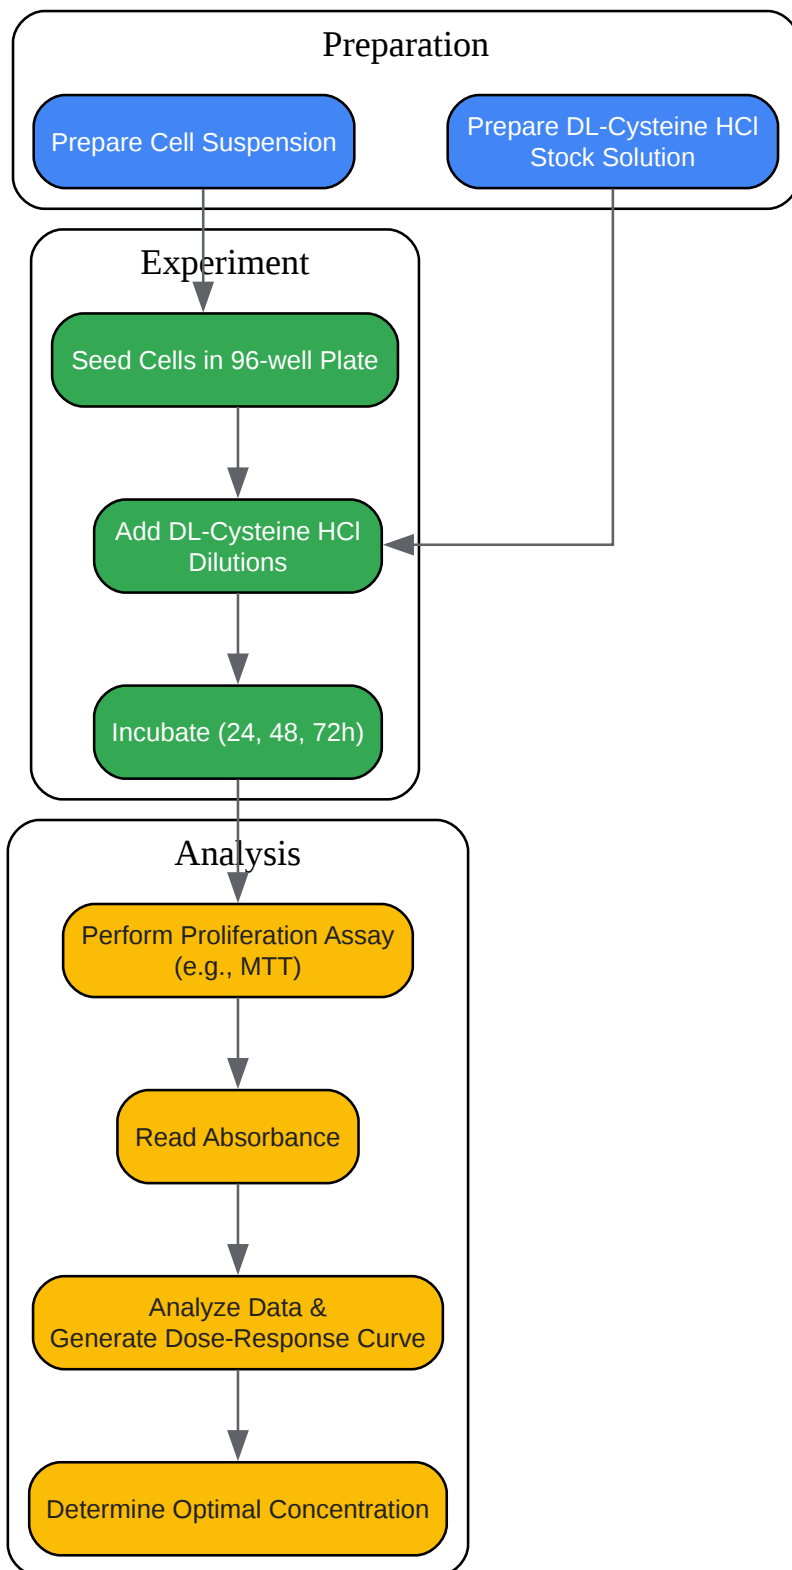 Preparation
Prepare Cell Suspension
Prepare DL-Cysteine HCl
Stock Solution
Experiment
Seed Cells in 96-well Plate
Add DL-Cysteine HCl
Dilutions
Incubate (24, 48, 72h)
Analysis
Perform Proliferation Assay
(e.g., MTT)
Read Absorbance
Analyze Data &
Generate Dose-Response Curve
Determine Optimal Concentration